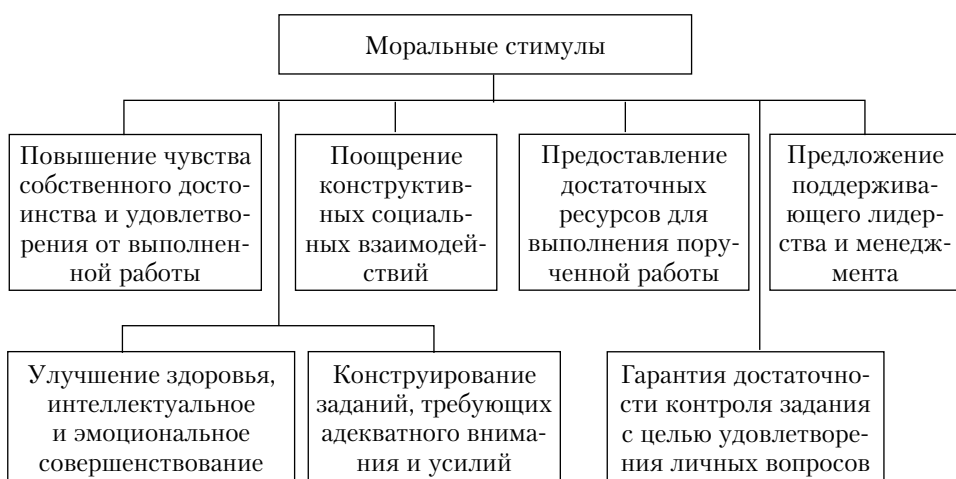 Моральные стимулы
Повышение чувства
собственного досто-
инства и удовлетво-
рения от выполнен-
ной работы
Поощрение
конструктив-
ных социаль-
ных взаимодей-
ствий
Предоставление
достаточных
ресурсов для
выполнения пору-
ченной работы
Предложение
поддержива-
ющего лидер-
ства и менедж-
мента
Улучшение здоровья,
интеллектуальное
и эмоциональное
совершенствование
Конструирование
заданий, требующих
адекватного внима-
ния и усилий
Гарантия достаточно-
сти контроля задания
с целью удовлетворе-
ния личных вопросов